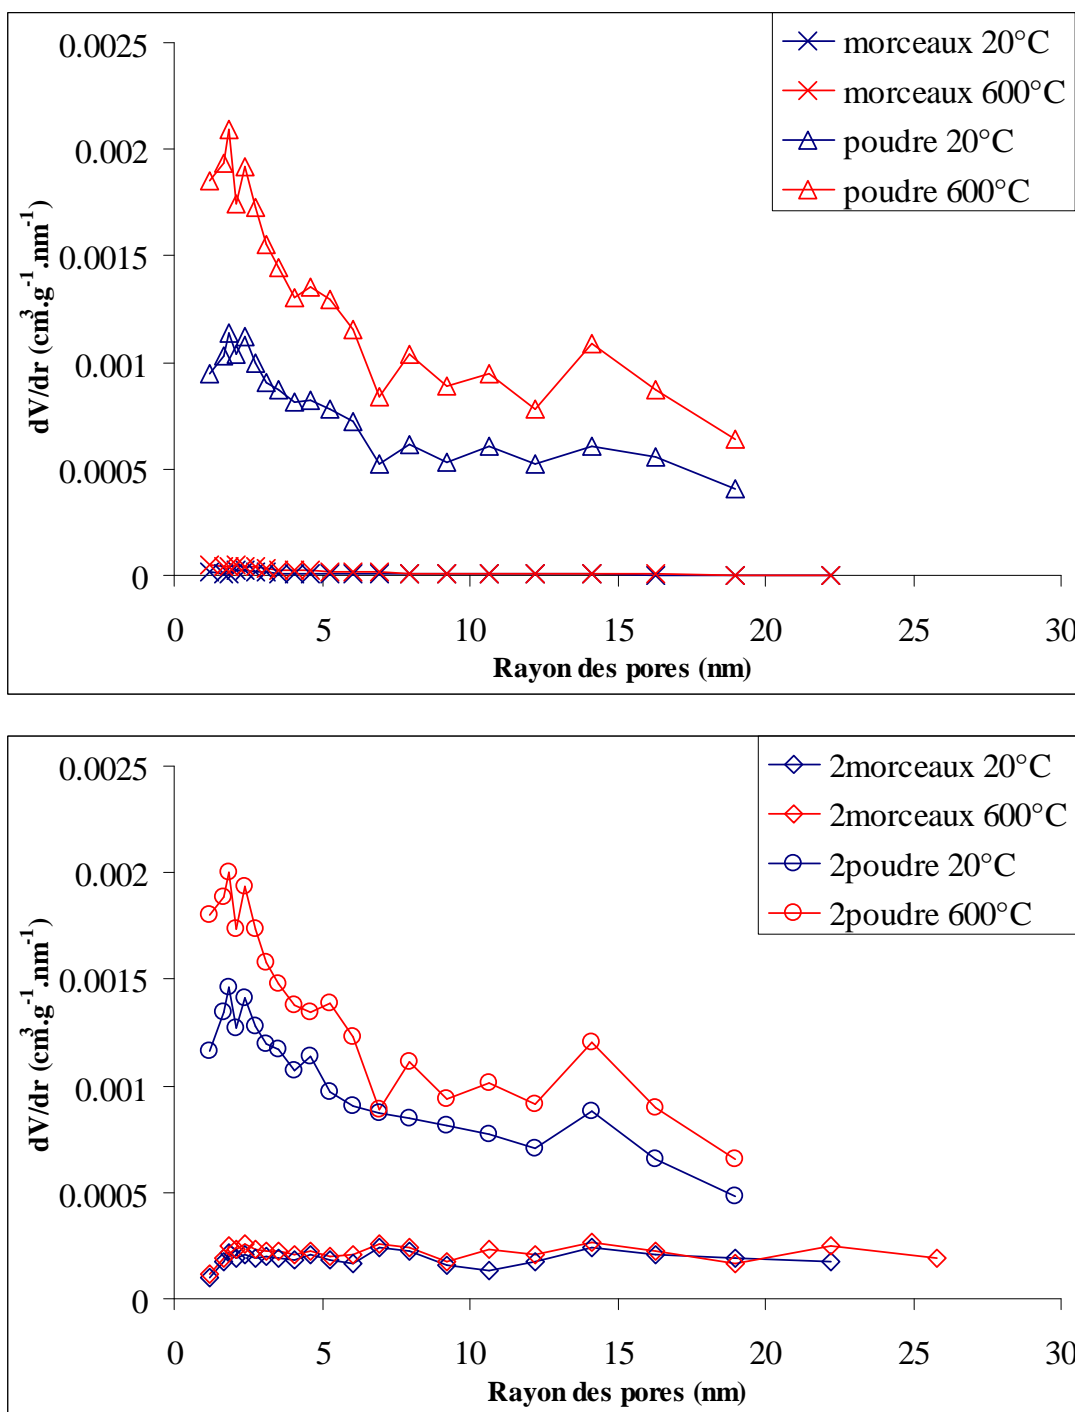 0.0025
0.002
0.0015
0.001
0.0005
0
dV/dr (cm³.g⁻¹.nm⁻¹)
morceaux 20°C
morceaux 600°C
poudre 20°C
poudre 600°C
0 5 10 15 20 25 30
Rayon des pores (nm)
0.0025
0.002
0.0015
0.001
0.0005
0
dV/dr (cm³.g⁻¹.nm⁻¹)
2morceaux 20°C
2morceaux 600°C
2poudre 20°C
2poudre 600°C
0 5 10 15 20 25 30
Rayon des pores (nm)